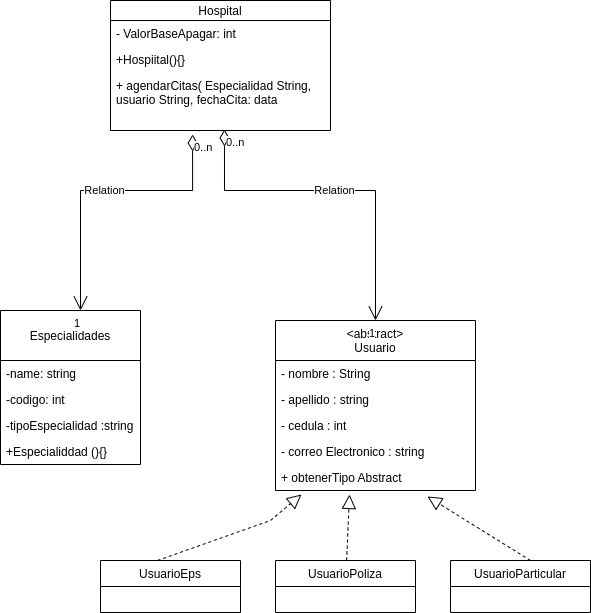 Hospital
- ValorBaseApagar: int
+Hospiital(){}
+ agendarCitas( Especialidad String,
usuario String, fechaCita: data
0..n
0..n
Relation
Relation
1
Especialidades
-name: string
-codigo: int
-tipoEspecialidad :string
+Especialiddad (){}
1
<abstract>
Usuario
- nombre : String
- apellido : string
- cedula : int
- correo Electronico : string
+ obtenerTipo Abstract
UsuarioEps
UsuarioPoliza
UsuarioParticular